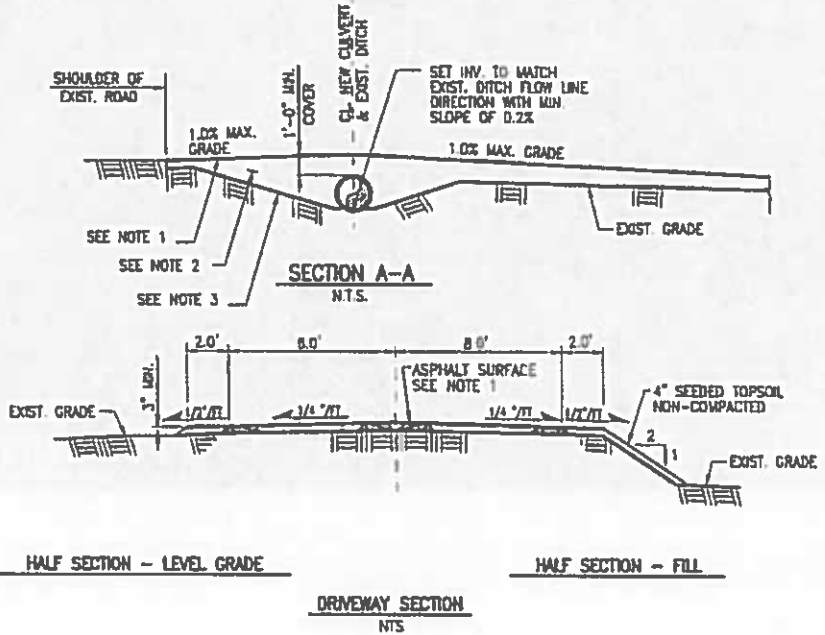 SHOULDER OF
EXIST. ROAD
1'-0" MIN.
COVER
CL NEW CULVERT
& EXIST. DITCH
SET INV. TO MATCH
EXIST. DITCH FLOW LINE
DIRECTION WITH MIN.
SLOPE OF 0.2%
1.0% MAX.
GRADE
1.0% MAX. GRADE
SEE NOTE 1
SEE NOTE 2
SEE NOTE 3
EXIST. GRADE
SECTION A-A
N.T.S.
2.0'
8.0'
8.0'
2.0'
3" MIN.
ASPHALT SURFACE
SEE NOTE 1
4" SEEDED TOPSOIL
NON-COMPACTED
EXIST. GRADE
1/2"/FT
1/4 "/FT
1/4 "/FT
1/2"/FT
2
1
EXIST. GRADE
HALF SECTION - LEVEL GRADE
HALF SECTION - FILL
DRIVEWAY SECTION
NTS